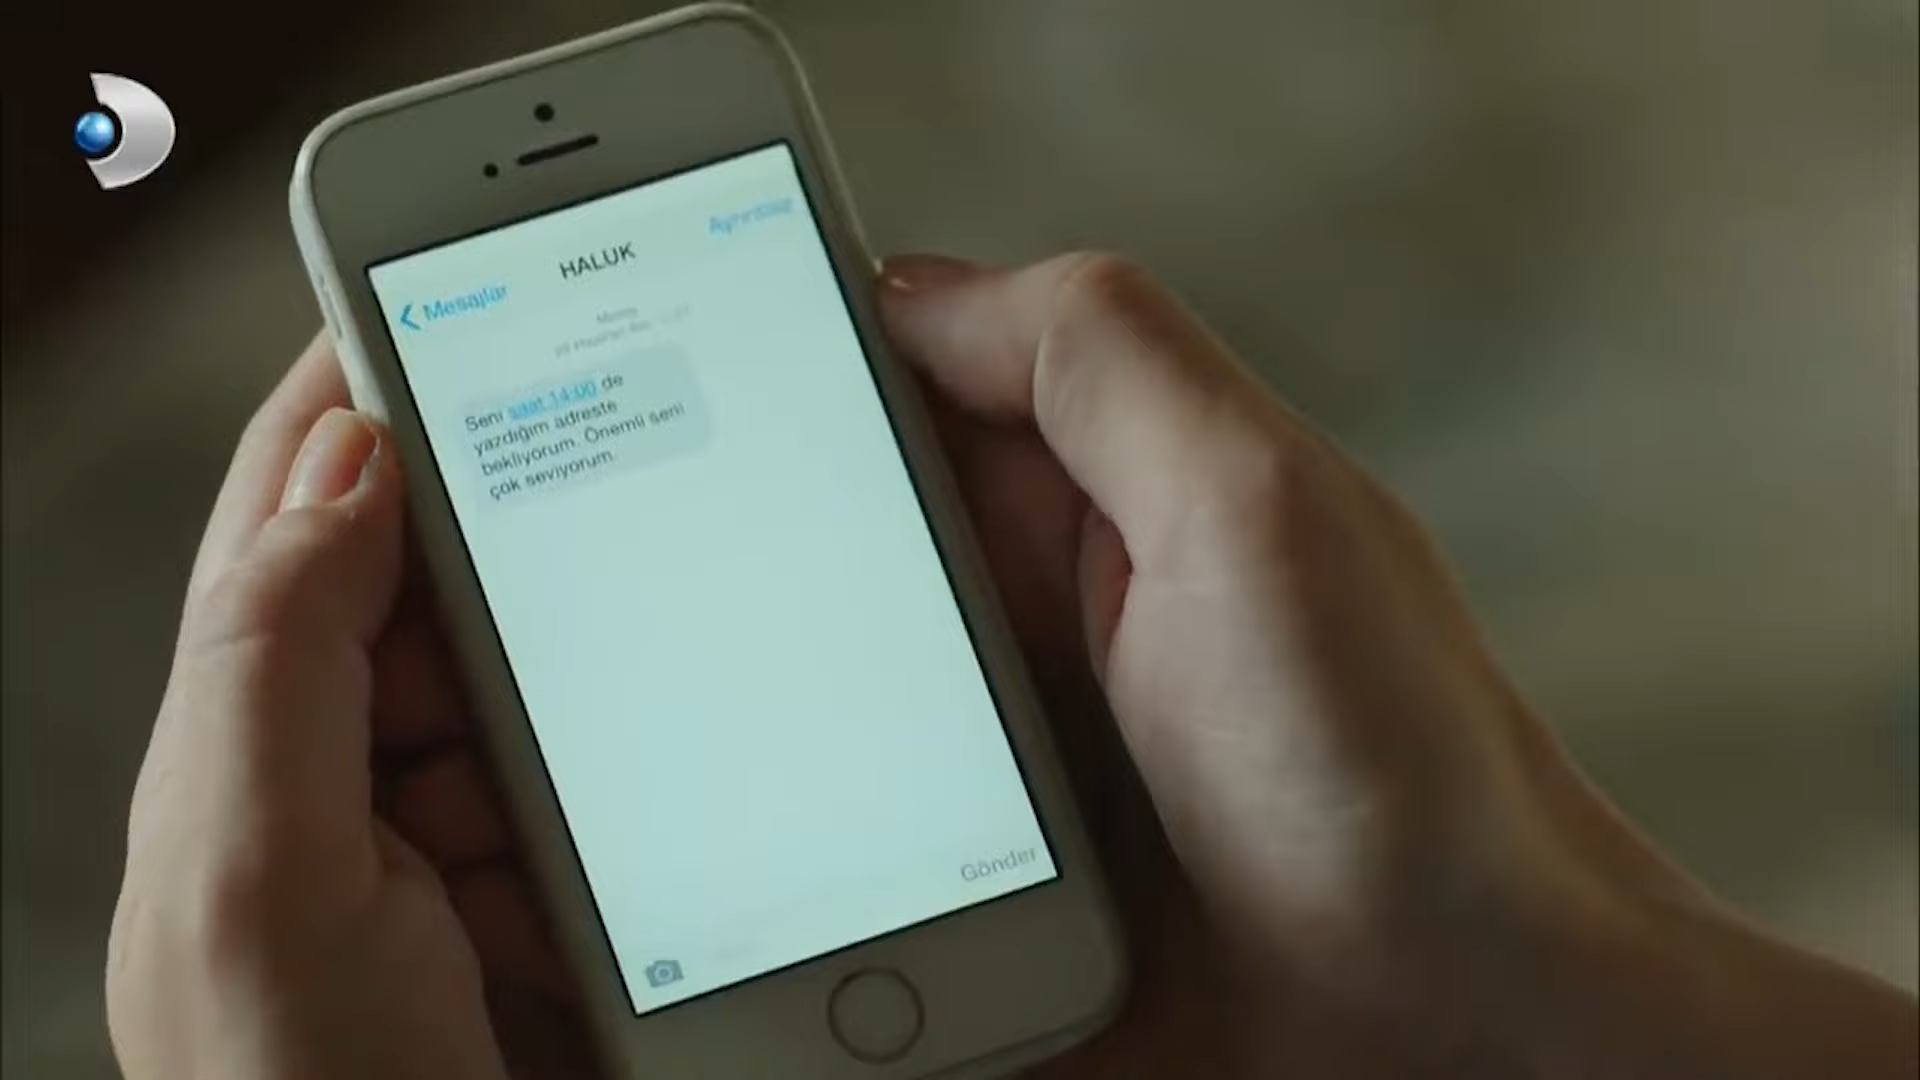 HALUK
Mesajlar
Seni saat 14:00 de
yazdığım adreste
bekliyorum. Önemli seni
çok seviyorum.
Gönder